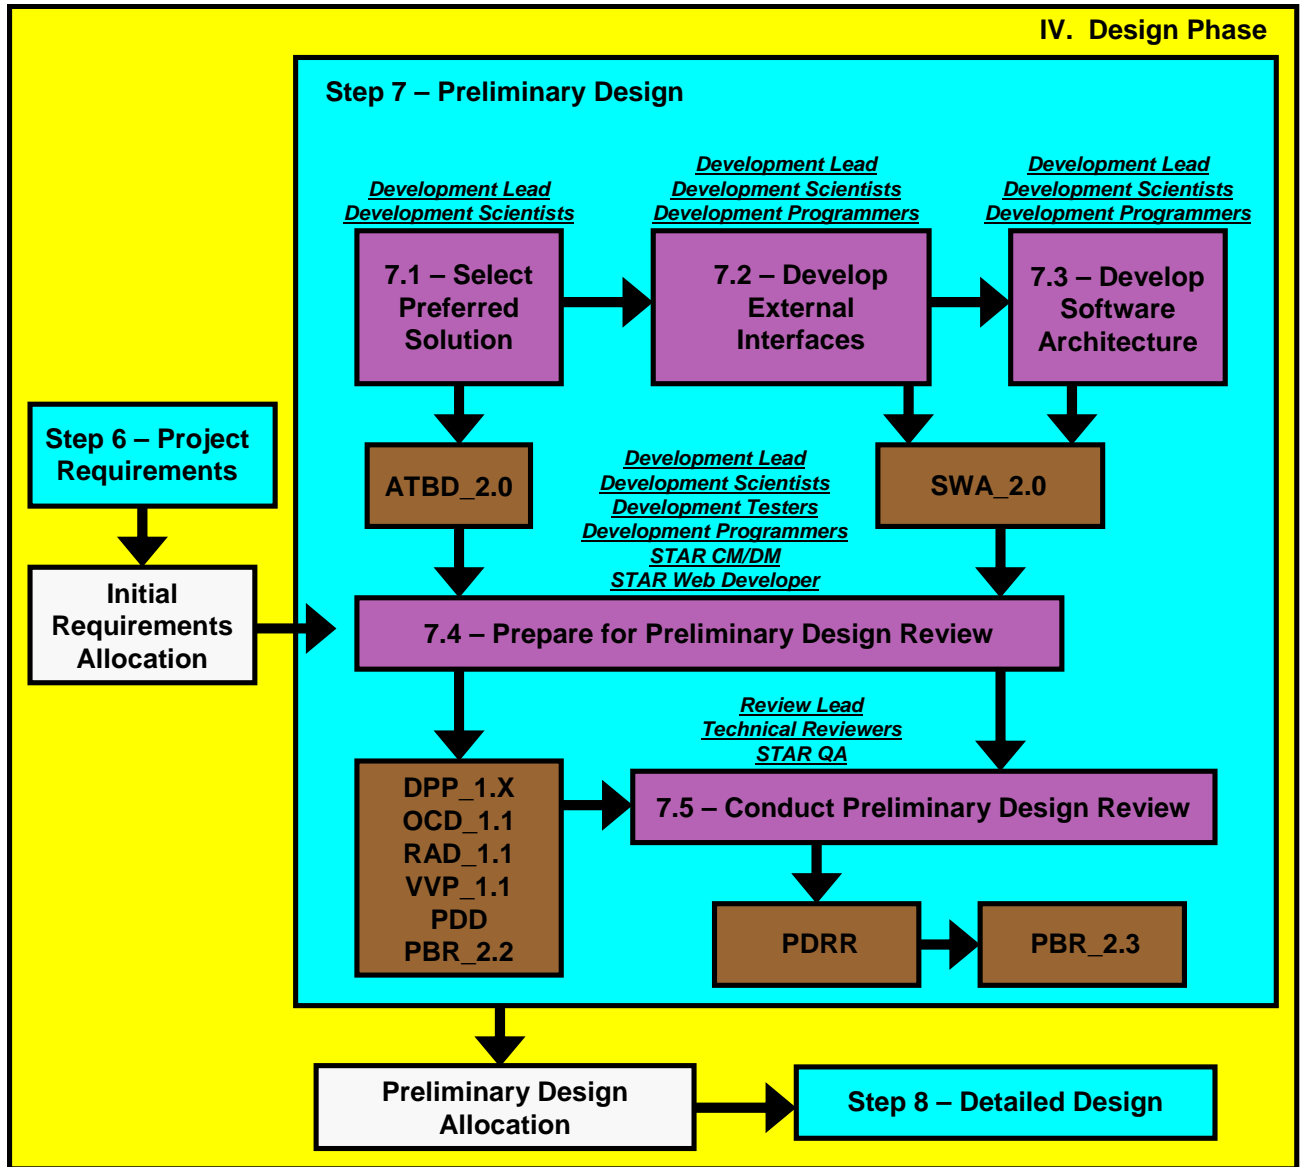 IV.  Design Phase
Step 7 – Preliminary Design
Development Lead
Development Scientists
Development Lead
Development Scientists
Development Programmers
Development Lead
Development Scientists
Development Programmers
7.1 – Select
Preferred
Solution
7.2 – Develop
External
Interfaces
7.3 – Develop
Software
Architecture
Step 6 – Project
Requirements
ATBD_2.0
Development Lead
Development Scientists
Development Testers
Development Programmers
STAR CM/DM
STAR Web Developer
SWA_2.0
Initial
Requirements
Allocation
7.4 – Prepare for Preliminary Design Review
Review Lead
Technical Reviewers
STAR QA
DPP_1.X
OCD_1.1
RAD_1.1
VVP_1.1
PDD
PBR_2.2
7.5 – Conduct Preliminary Design Review
PDRR
PBR_2.3
Preliminary Design
Allocation
Step 8 – Detailed Design